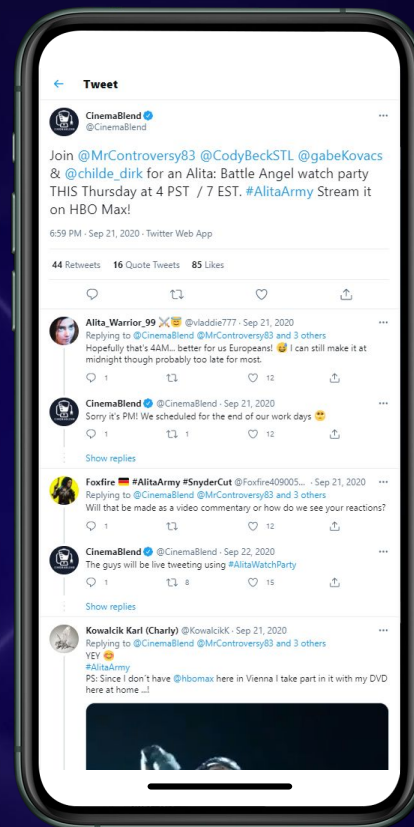 ← Tweet
CinemaBlend
@CinemaBlend
Join @MrControversy83 @CodyBeckSTL @gabeKovacs
& @childe_dirk for an Alita: Battle Angel watch party
THIS Thursday at 4 PST / 7 EST. #AlitaArmy Stream it
on HBO Max!
6:59 PM · Sep 21, 2020 · Twitter Web App
44 Retweets 16 Quote Tweets 85 Likes
Alita_Warrior_99 ⚔️😇 @vladdie777 · Sep 21, 2020
Replying to @CinemaBlend @MrControversy83 and 3 others
Hopefully that's 4AM... better for us Europeans! 😅 I can still make it at
midnight though probably too late for most.
1 12
CinemaBlend @CinemaBlend · Sep 21, 2020
Sorry it's PM! We scheduled for the end of our work days 😬
1 1 12
Show replies
Foxfire 🇩🇪 #AlitaArmy #SnyderCut @Foxfire409005... · Sep 21, 2020
Replying to @CinemaBlend @MrControversy83 and 3 others
Will that be made as a video commentary or how do we see your reactions?
1 12
CinemaBlend @CinemaBlend · Sep 22, 2020
The guys will be live tweeting using #AlitaWatchParty
1 8 15
Show replies
Kowalcik Karl (Charly) @KowalcikK · Sep 21, 2020
Replying to @CinemaBlend @MrControversy83 and 3 others
YEY 😊
#AlitaArmy
PS: Since I don´t have @hbomax here in Vienna I take part in it with my DVD
here at home ...!